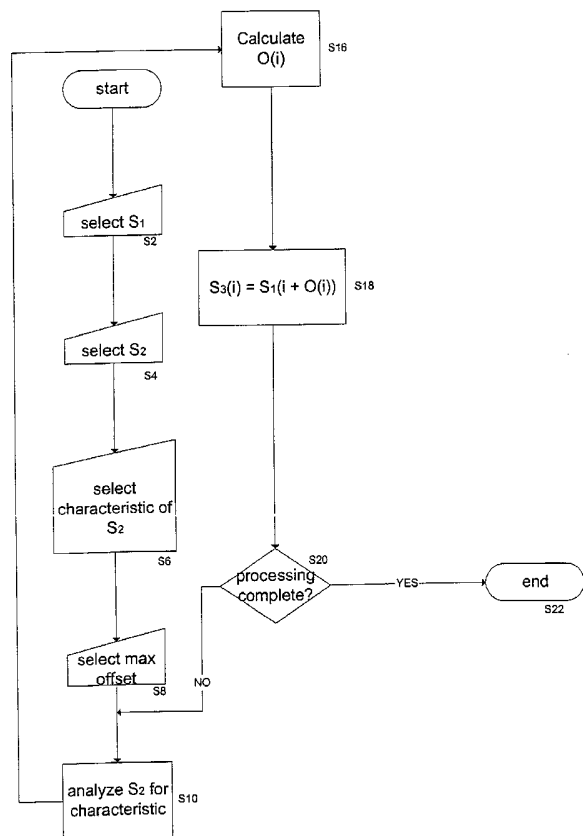 start
select S₁
S2
select S₂
S4
select
characteristic of
S₂
S6
select max
offset
S8
analyze S₂ for
characteristic
S10
Calculate
O(i)
S16
S₃(i) = S₁(i + O(i))
S18
processing
complete?
S20
NO
YES
end
S22